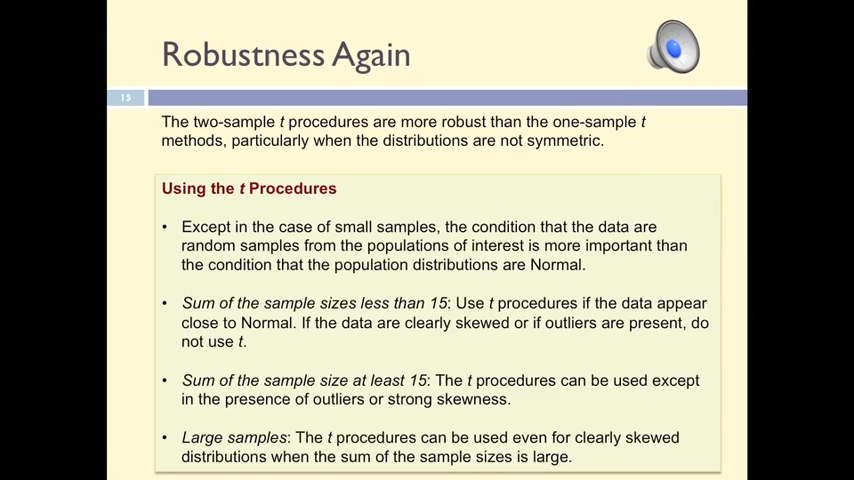 Robustness Again
15
The two-sample t procedures are more robust than the one-sample t
methods, particularly when the distributions are not symmetric.
Using the t Procedures
• Except in the case of small samples, the condition that the data are
random samples from the populations of interest is more important than
the condition that the population distributions are Normal.
• Sum of the sample sizes less than 15: Use t procedures if the data appear
close to Normal. If the data are clearly skewed or if outliers are present, do
not use t.
• Sum of the sample size at least 15: The t procedures can be used except
in the presence of outliers or strong skewness.
• Large samples: The t procedures can be used even for clearly skewed
distributions when the sum of the sample sizes is large.